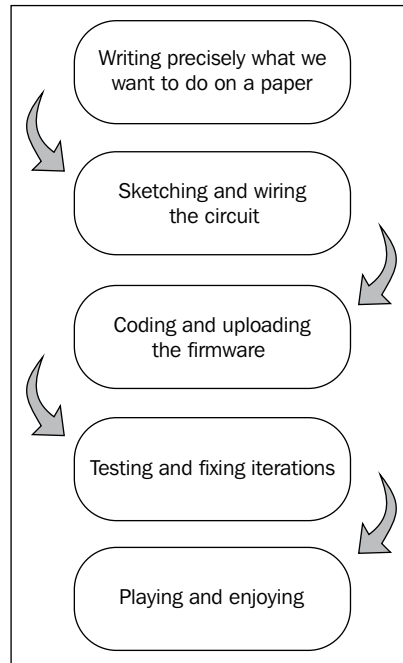 Writing precisely what we
want to do on a paper
Sketching and wiring
the circuit
Coding and uploading
the firmware
Testing and fixing iterations
Playing and enjoying